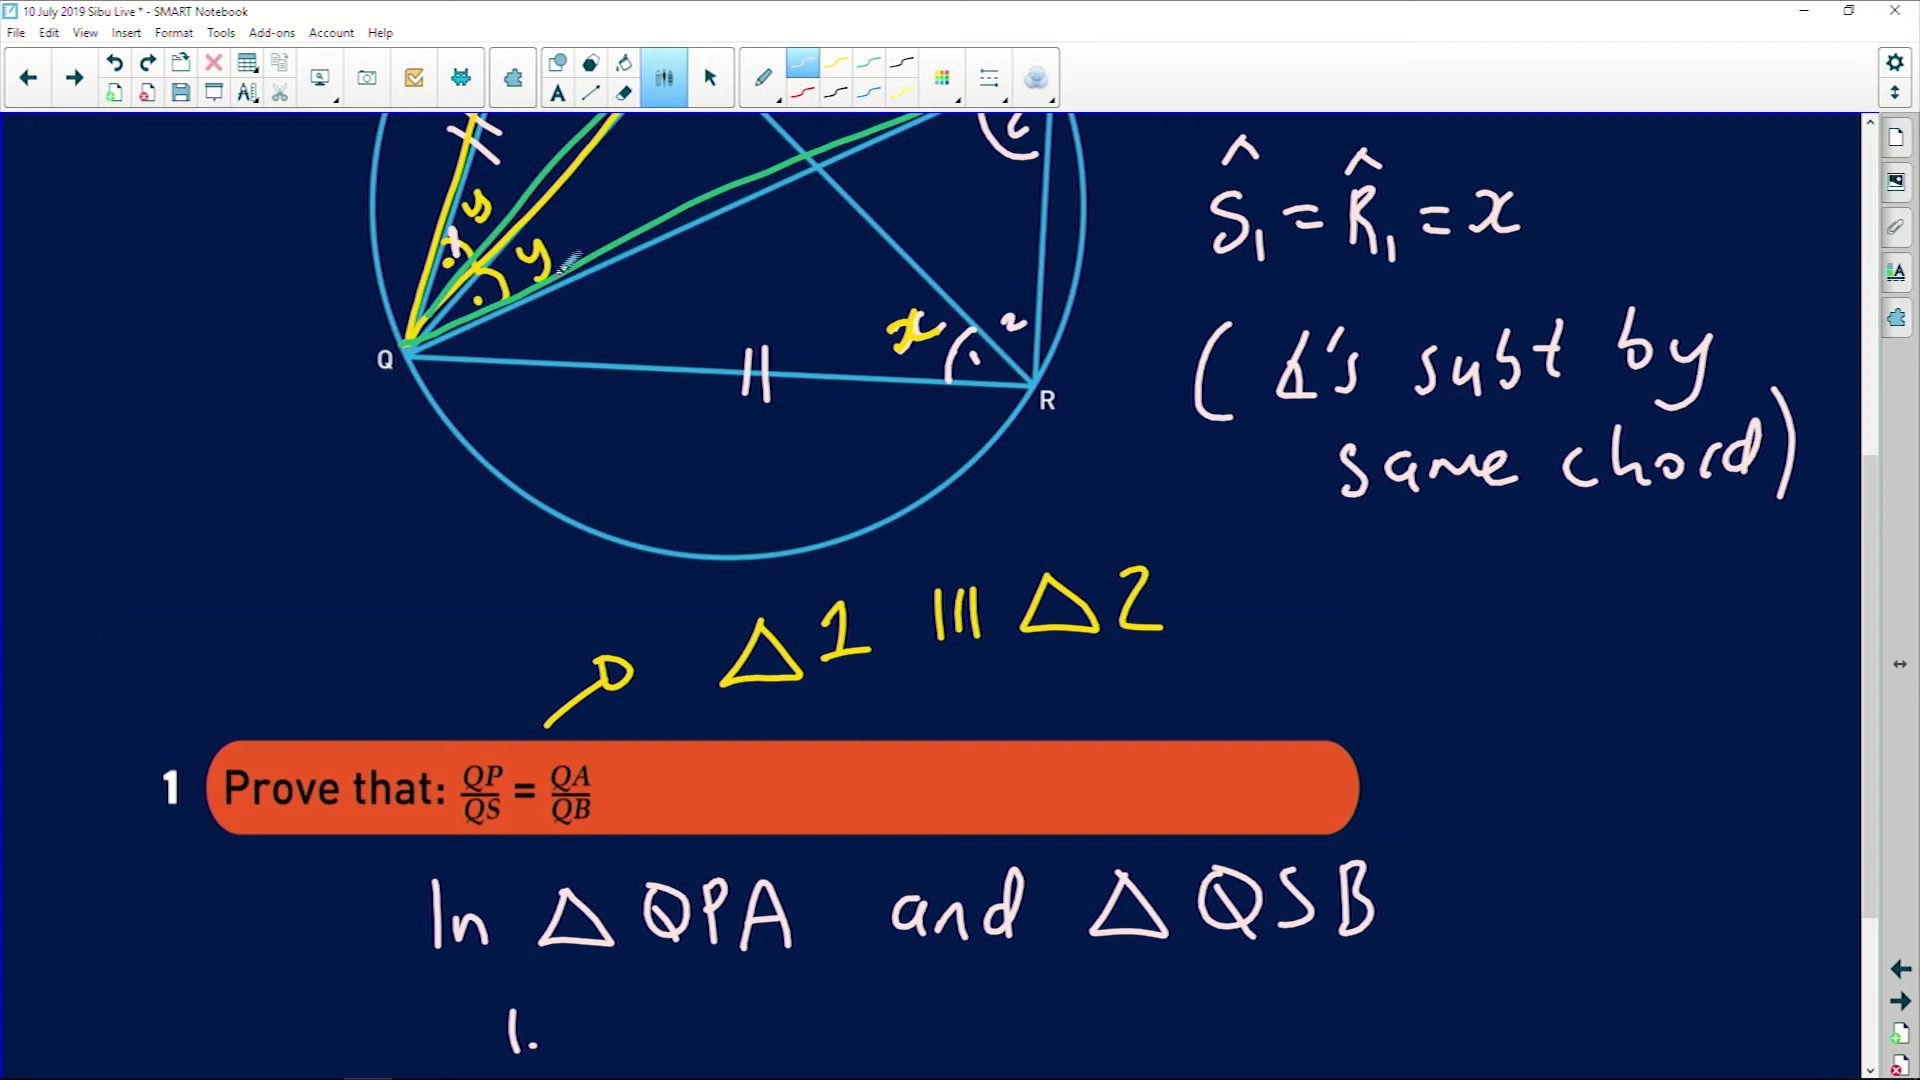 10 July 2019 Sibu Live * - SMART Notebook
File Edit View Insert Format Tools Add-ons Account Help
y
y
x
2
Q
R
Ŝ₁ = R̂₁ = x
( ∆'s subt by
same chord)
△1 ||| △2
1 Prove that: QP/QS = QA/QB
In △ QPA and △ QSB
1.